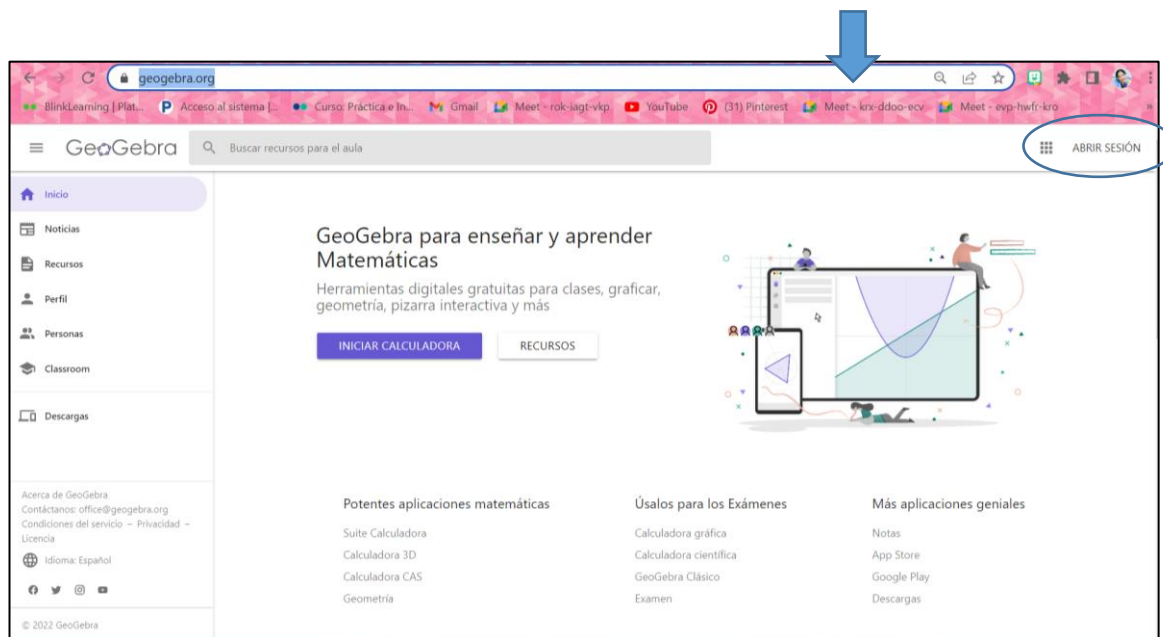 geogebra.org
BlinkLearning | Plat... Acceso al sistema |... Curso: Práctica e In... Gmail Meet - rok-iagt-vkp YouTube (31) Pinterest Meet - krx-ddoo-ecv Meet - evp-hwfr-kro »
GeoGebra Buscar recursos para el aula ABRIR SESIÓN
Inicio
Noticias
Recursos
Perfil
Personas
Classroom
Descargas
GeoGebra para enseñar y aprender
Matemáticas
Herramientas digitales gratuitas para clases, graficar,
geometría, pizarra interactiva y más
INICIAR CALCULADORA RECURSOS
Acerca de GeoGebra
Contáctanos: office@geogebra.org
Condiciones del servicio – Privacidad –
Licencia
Idioma: Español
© 2022 GeoGebra
Potentes aplicaciones matemáticas
Suite Calculadora
Calculadora 3D
Calculadora CAS
Geometría
Úsalos para los Exámenes
Calculadora gráfica
Calculadora científica
GeoGebra Clásico
Examen
Más aplicaciones geniales
Notas
App Store
Google Play
Descargas